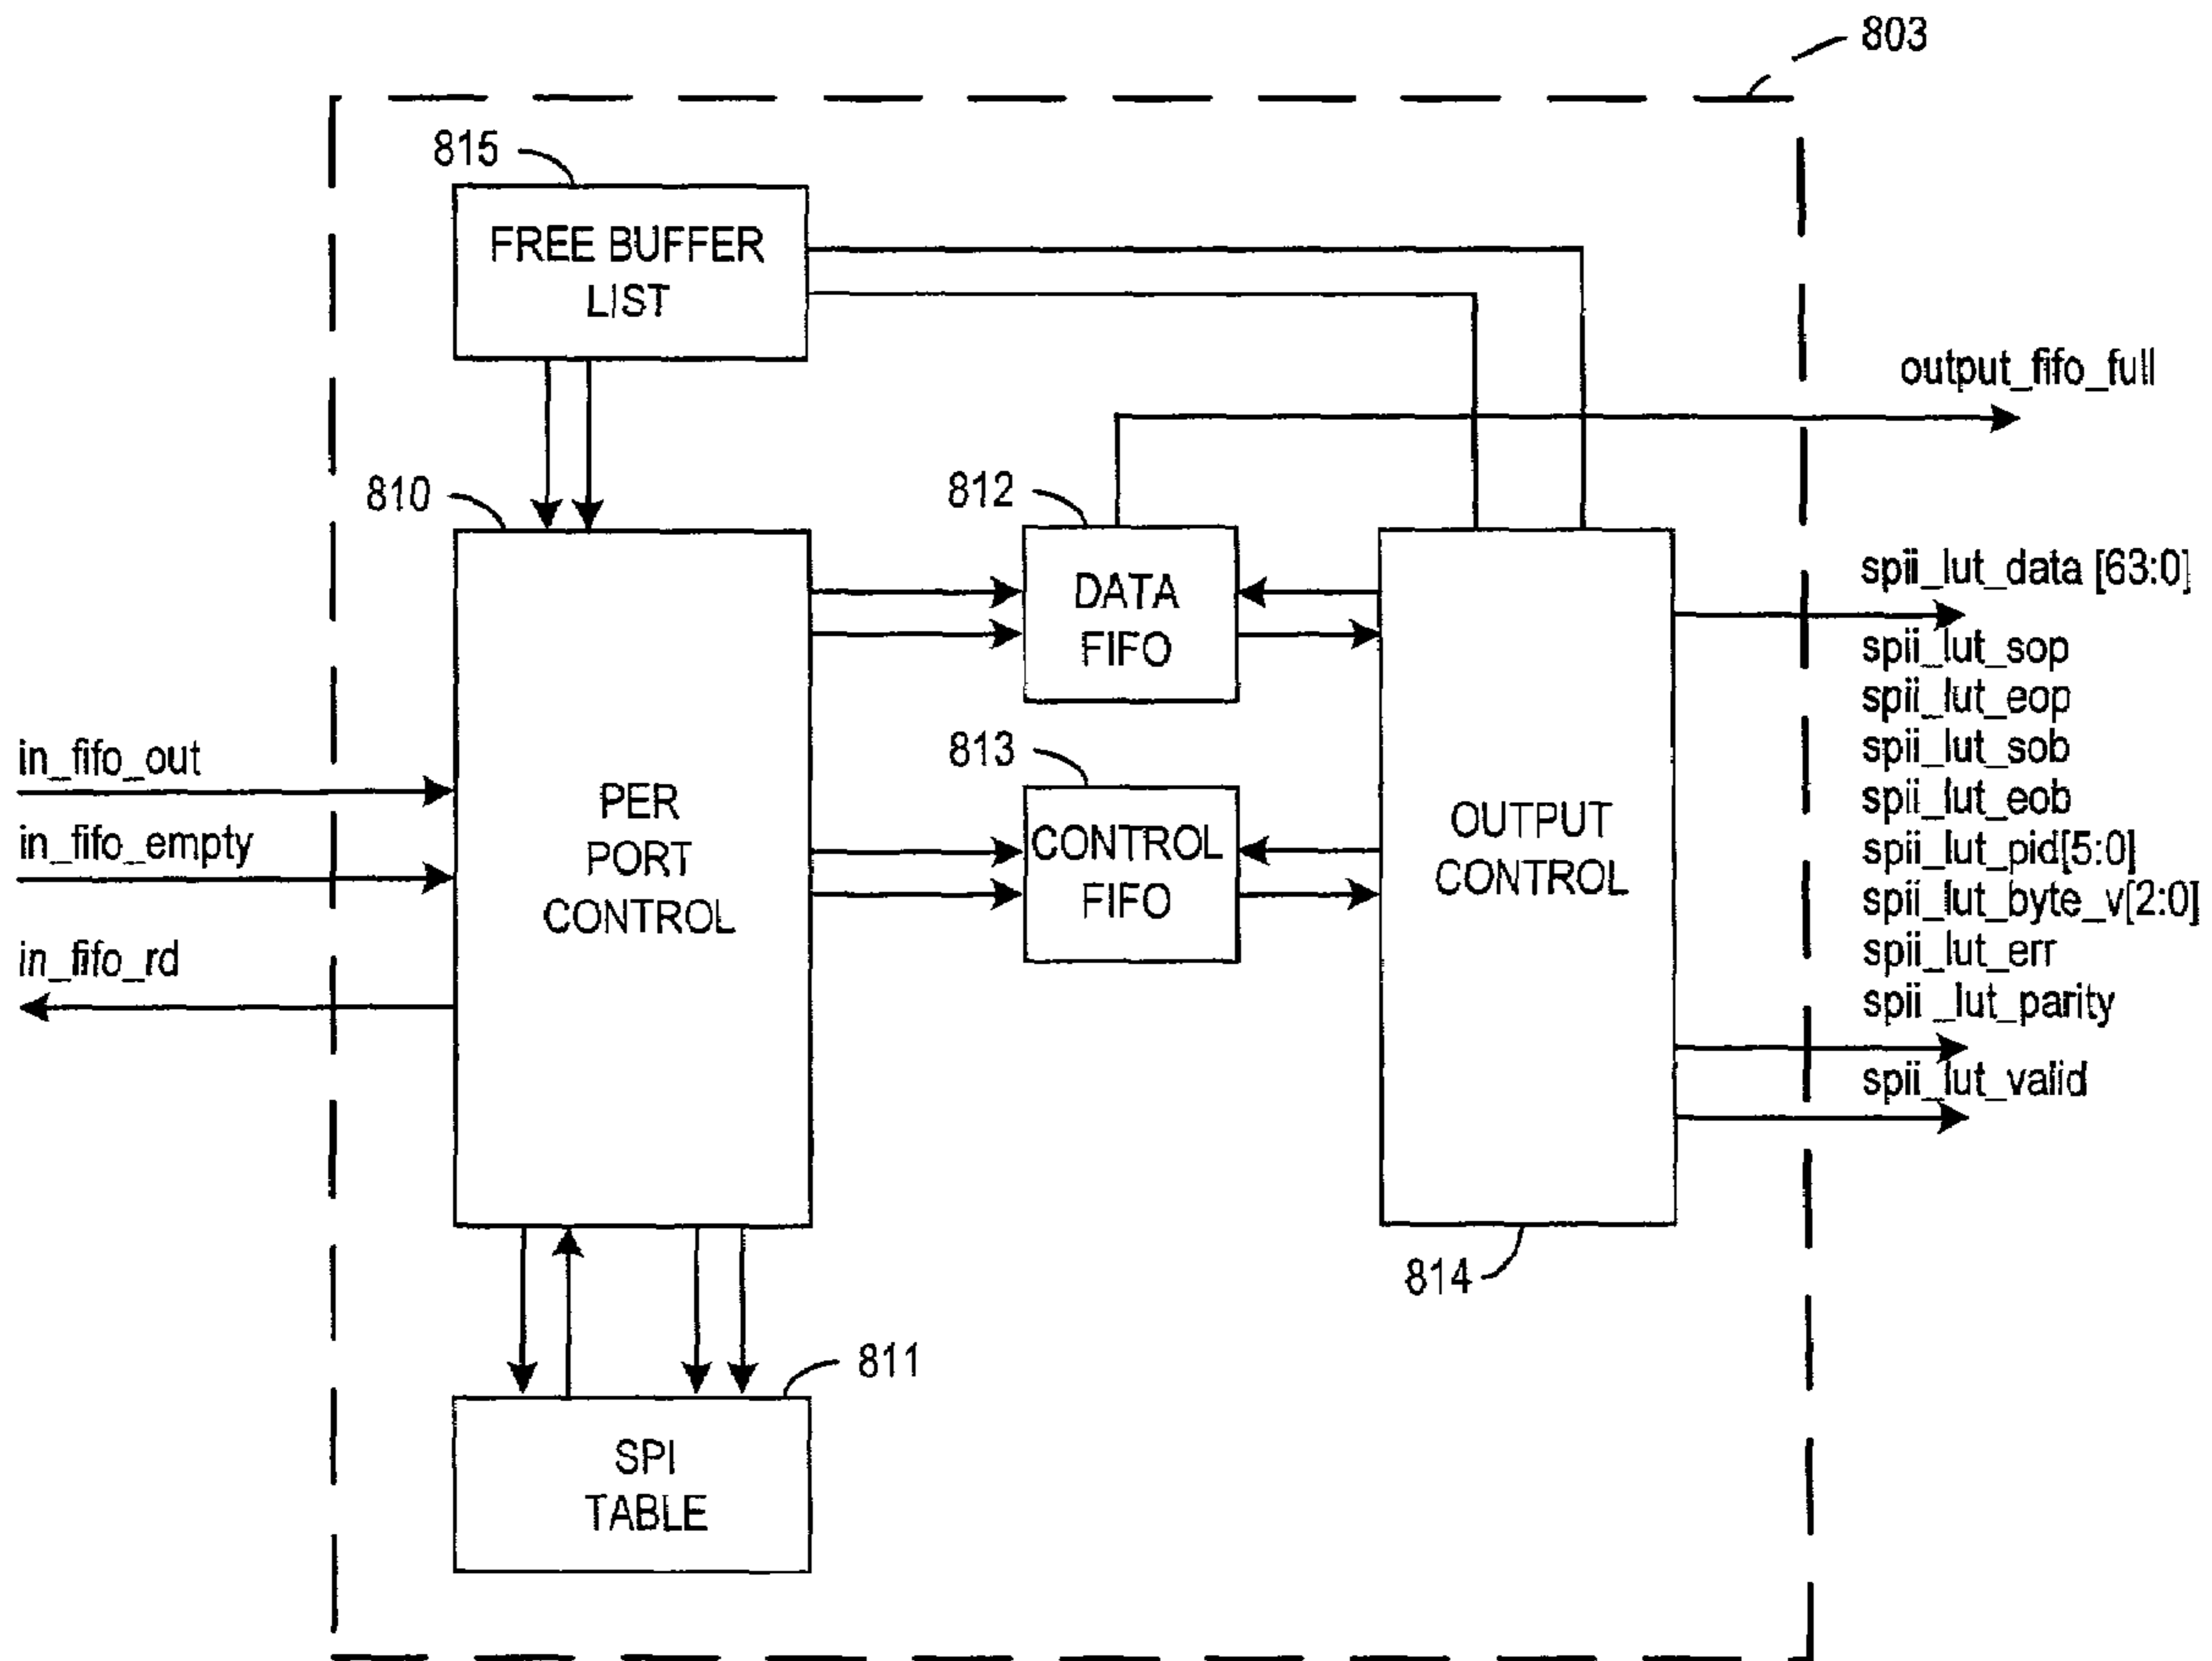 803
815
FREE BUFFER
LIST
output_fifo_full
810
812
DATA
FIFO
spii_lut_data [63:0]
spii_lut_sop
spii_lut_eop
spii_lut_sob
spii_lut_eob
spii_lut_pid[5:0]
spii_lut_byte_v[2:0]
spii_lut_err
spii _lut_parity
spii_lut_valid
in_fifo_out
in_fifo_empty
in_fifo_rd
PER
PORT
CONTROL
813
CONTROL
FIFO
OUTPUT
CONTROL
814
811
SPI
TABLE